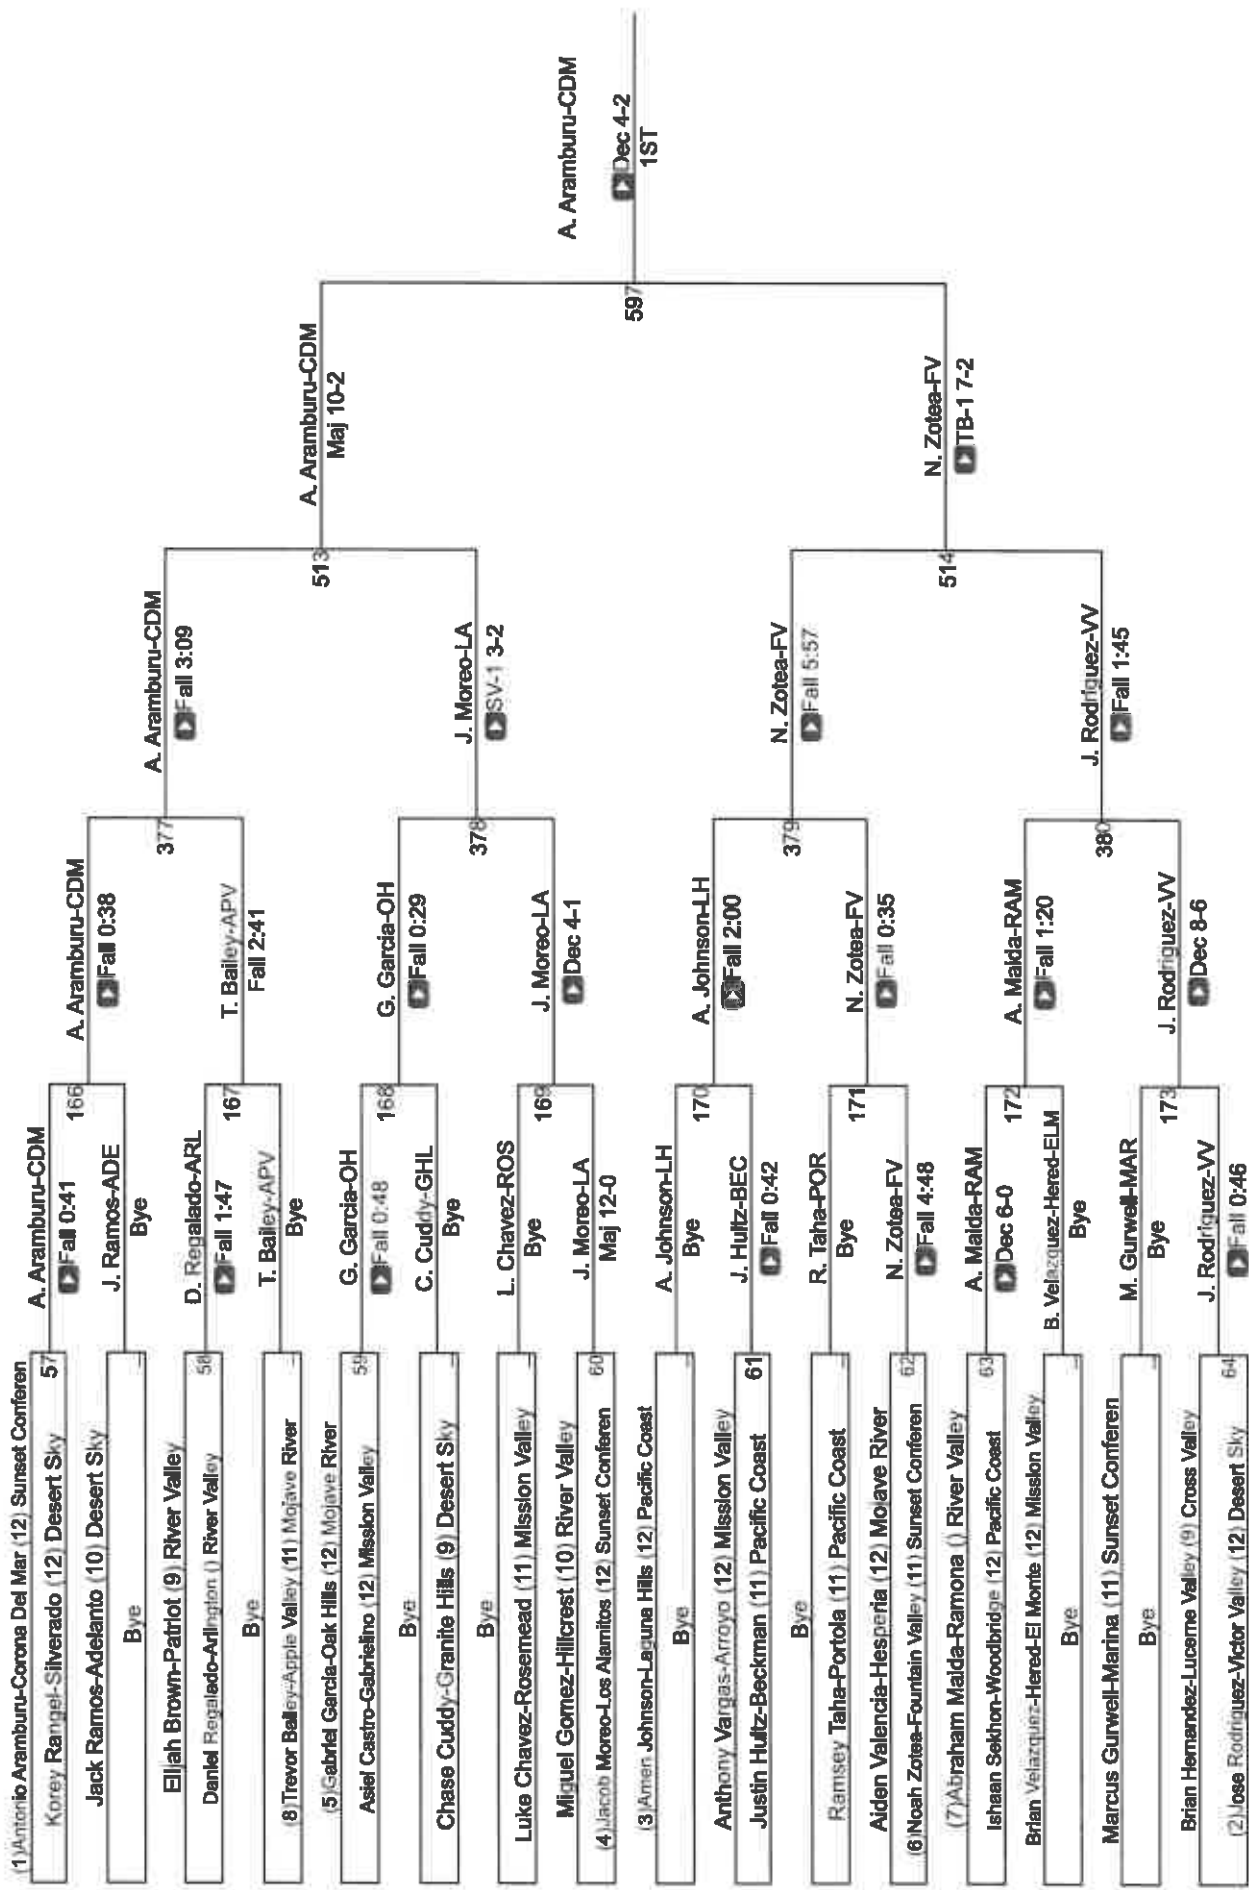 (1)Antonio Aramburu-Corona Del Mar (12) Sunset Conferen
Korey Rangel-Silverado (12) Desert Sky
57
Jack Ramos-Adelanto (10) Desert Sky
Bye
Elijah Brown-Patriot (9) River Valley
Daniel Regalado-Arlington () River Valley
58
Bye
(8)Trevor Bailey-Apple Valley (11) Mojave River
(5)Gabriel Garcia-Oak Hills (12) Mojave River
Asiel Castro-Gabrielino (12) Mission Valley
59
Bye
Chase Cuddy-Granite Hills (9) Desert Sky
Bye
Luke Chavez-Rosemead (11) Mission Valley
Miguel Gomez-Hillcrest (10) River Valley
(4)Jacob Moreo-Los Alamitos (12) Sunset Conferen
60
(3)Amen Johnson-Laguna Hills (12) Pacific Coast
Bye
Anthony Vargas-Arroyo (12) Mission Valley
Justin Hultz-Beckman (11) Pacific Coast
61
Bye
Ramsey Taha-Portola (11) Pacific Coast
Aiden Valencia-Hesperia (12) Mojave River
(6)Noah Zotea-Fountain Valley (11) Sunset Conferen
62
(7)Abraham Maida-Ramona () River Valley
Ishan Sekhon-Woodbridge (12) Pacific Coast
63
Brian Velazquez-Hered-El Monte (12) Mission Valley
Bye
Marcus Gurwell-Marina (11) Sunset Conferen
Bye
Brian Hernandez-Lucerne Valley (9) Cross Valley
(2)Jose Rodriguez-Victor Valley (12) Desert Sky
64
A. Aramburu-CDM
Fall 0:41
166
J. Ramos-ADE
Bye
D. Regalado-ARL
Fall 1:47
167
T. Bailey-APV
Bye
G. Garcia-OH
Fall 0:48
168
C. Cuddy-GHL
Bye
L. Chavez-ROS
Bye
169
J. Moreo-LA
Maj 12-0
A. Johnson-LH
Bye
170
J. Hultz-BEC
Fall 0:42
R. Taha-POR
Bye
171
N. Zotea-FV
Fall 4:48
A. Maida-RAM
Dec 6-0
172
B. Velazquez-Hered-ELM
Bye
M. Gurwell-MAR
Bye
173
J. Rodriguez-VV
Fall 0:46
A. Aramburu-CDM
Fall 0:38
377
T. Bailey-APV
Fall 2:41
G. Garcia-OH
Fall 0:29
378
J. Moreo-LA
Dec 4-1
A. Johnson-LH
Fall 2:00
379
N. Zotea-FV
Fall 0:35
A. Maida-RAM
Fall 1:20
380
J. Rodriguez-VV
Dec 8-6
A. Aramburu-CDM
Fall 3:09
513
J. Moreo-LA
SV-1 3-2
N. Zotea-FV
Fall 5:57
514
J. Rodriguez-VV
Fall 1:45
A. Aramburu-CDM
Maj 10-2
597
N. Zotea-FV
TB-1 7-2
A. Aramburu-CDM
Dec 4-2
1ST